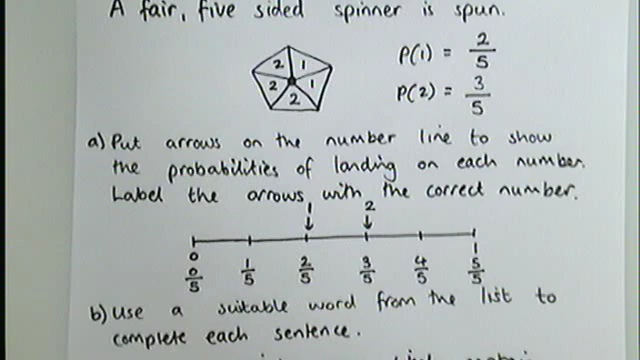 A fair, five sided spinner is spun.
2 1
2 1
2
P(1) = 2/5
P(2) = 3/5
a) Put arrows on the number line to show
the probabilities of landing on each number.
Label the arrows with the correct number.
1 2
0 1
0/5 1/5 2/5 3/5 4/5 5/5
b) Use a suitable word from the list to
complete each sentence.